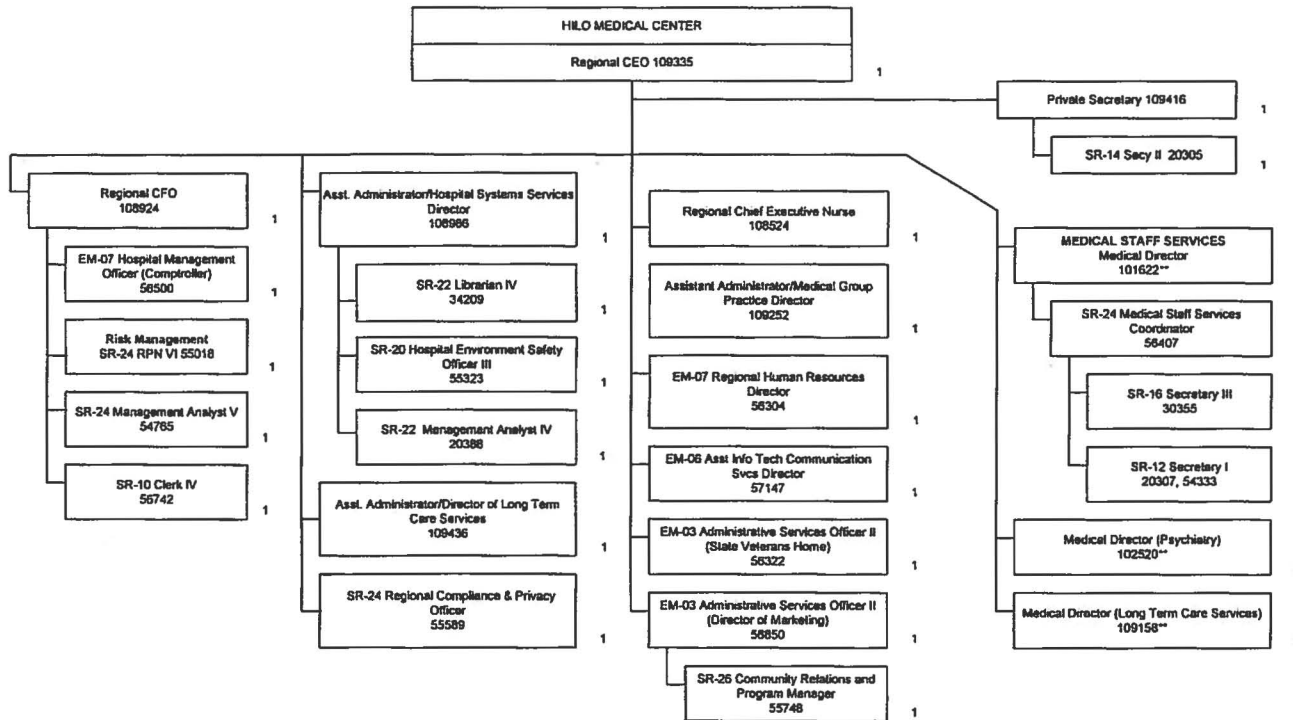 HILO MEDICAL CENTER
Regional CEO 109335
1
Private Secretary 109416
1
SR-14 Secy II 20305
1
Regional CFO
108924
1
EM-07 Hospital Management
Officer (Comptroller)
56500
1
Risk Management
SR-24 RPN VI 55018
1
SR-24 Management Analyst V
54765
1
SR-10 Clerk IV
56742
1
Asst. Administrator/Hospital Systems Services
Director
108986
1
SR-22 Librarian IV
34209
1
SR-20 Hospital Environment Safety
Officer III
55323
1
SR-22 Management Analyst IV
20388
1
Asst. Administrator/Director of Long Term
Care Services
109436
1
SR-24 Regional Compliance & Privacy
Officer
55589
1
Regional Chief Executive Nurse
108524
1
Assistant Administrator/Medical Group
Practice Director
109252
1
EM-07 Regional Human Resources
Director
56304
1
EM-06 Asst Info Tech Communication
Svcs Director
57147
1
EM-03 Administrative Services Officer II
(State Veterans Home)
56322
1
EM-03 Administrative Services Officer II
(Director of Marketing)
56850
1
SR-26 Community Relations and
Program Manager
55748
1
MEDICAL STAFF SERVICES
Medical Director
101622**
SR-24 Medical Staff Services
Coordinator
56407
SR-16 Secretary III
30355
SR-12 Secretary I
20307, 54333
Medical Director (Psychiatry)
102520**
Medical Director (Long Term Care Services)
109158**